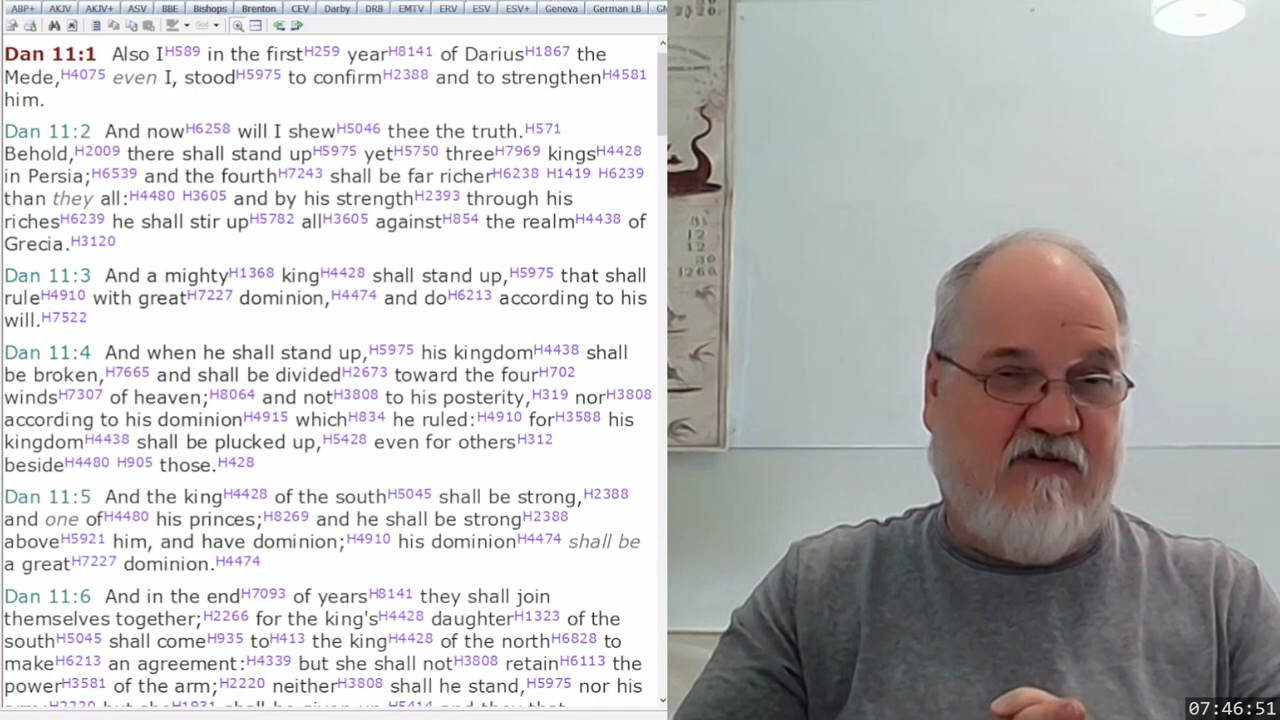 ABP+ AKJV AKJV+ ASV BBE Bishops Brenton CEV Darby DRB EMTV ERV ESV ESV+ Geneva German LB
Dan 11:1 Also IH589 in the firstH259 yearH8141 of DariusH1867 the
Mede,H4075 even I, stoodH5975 to confirmH2388 and to strengthenH4581
him.
Dan 11:2 And nowH6258 will I shewH5046 thee the truth.H571
Behold,H2009 there shall stand upH5975 yetH5750 threeH7969 kingsH4428
in Persia;H6539 and the fourthH7243 shall be far richerH6238 H1419 H6239
than they all:H4480 H3605 and by his strengthH2393 through his
richesH6239 he shall stir upH5782 allH3605 againstH854 the realmH4438 of
Grecia.H3120
Dan 11:3 And a mightyH1368 kingH4428 shall stand up,H5975 that shall
ruleH4910 with greatH7227 dominion,H4474 and doH6213 according to his
will.H7522
Dan 11:4 And when he shall stand up,H5975 his kingdomH4438 shall
be broken,H7665 and shall be dividedH2673 toward the fourH702
windsH7307 of heaven;H8064 and notH3808 to his posterity,H319 norH3808
according to his dominionH4915 whichH834 he ruled:H4910 forH3588 his
kingdomH4438 shall be plucked up,H5428 even for othersH312
besideH4480 H905 those.H428
Dan 11:5 And the kingH4428 of the southH5045 shall be strong,H2388
and one ofH4480 his princes;H8269 and he shall be strongH2388
aboveH5921 him, and have dominion;H4910 his dominionH4474 shall be
a greatH7227 dominion.H4474
Dan 11:6 And in the endH7093 of yearsH8141 they shall join
themselves together;H2266 for the king'sH4428 daughterH1323 of the
southH5045 shall comeH935 toH413 the kingH4428 of the northH6828 to
makeH6213 an agreement:H4339 but she shall notH3808 retainH6113 the
powerH3581 of the arm;H2220 neitherH3808 shall he stand,H5975 nor his
12
12
30
1260
07:46:51